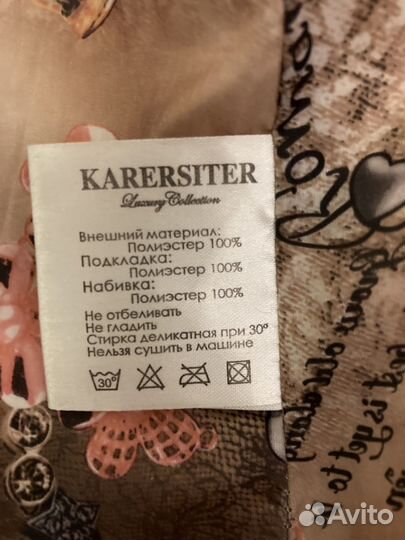 KARERSITER
Luxury Collection
Внешний материал:
Полиэстер 100%
Подкладка:
Полиэстер 100%
Набивка:
Полиэстер 100%
Не отбеливать
Не гладить
Стирка деликатная при 30°
Нельзя сушить в машине
30°
Avito